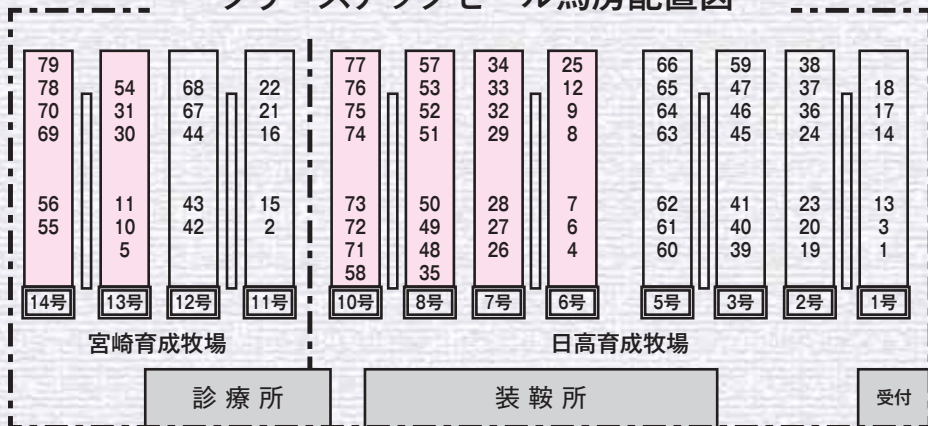 ブリーズアップセール馬房配置図
79 77 57 34 25 66 59 38
78 54 68 22 76 53 33 12 65 47 37 18
70 31 67 21 75 52 32 9 64 46 36 17
69 30 44 16 74 51 29 8 63 45 24 14
56 11 43 15 73 50 28 7 62 41 23 13
55 10 42 2 72 49 27 6 61 40 20 3
5 71 48 26 4 60 39 19 1
58 35
14号 13号 12号 11号 10号 8号 7号 6号 5号 3号 2号 1号
宮崎育成牧場 日高育成牧場
診療所 装鞍所 受付